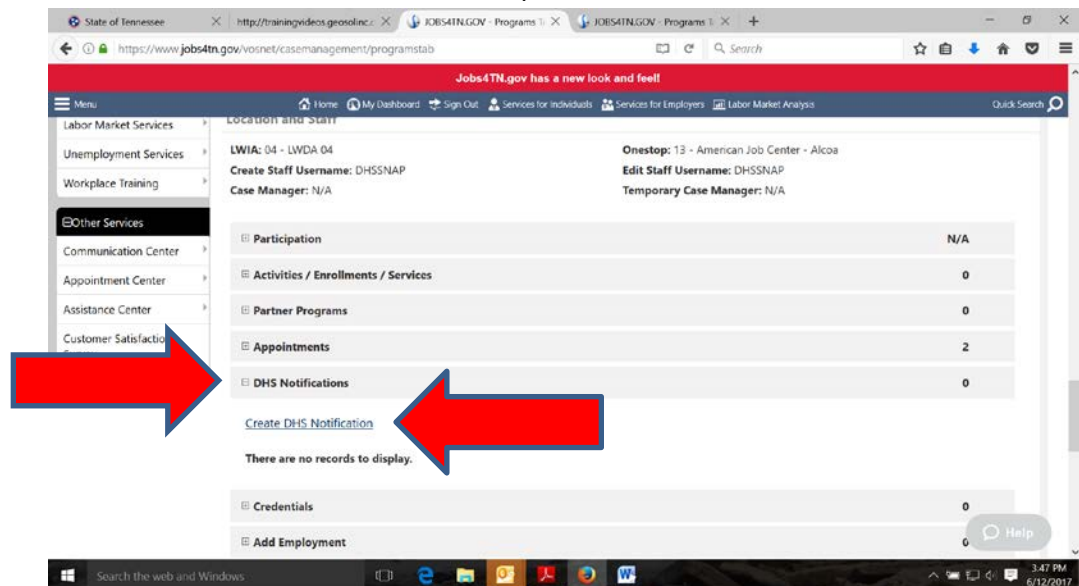 State of Tennessee
http://trainingvideos.geosolinc.c
JOBS4TN.GOV - Programs Ta
JOBS4TN.GOV - Programs Ta
https://www.jobs4tn.gov/vosnet/casemanagement/programstab
Search
Jobs4TN.gov has a new look and feel!
Menu
Home My Dashboard Sign Out Services for Individuals Services for Employers Labor Market Analysis
Quick Search
Labor Market Services
Unemployment Services
Workplace Training
Other Services
Communication Center
Appointment Center
Assistance Center
Customer Satisfactio
Location and Staff
LWIA: 04 - LWDA 04
Onestop: 13 - American Job Center - Alcoa
Create Staff Username: DHSSNAP
Edit Staff Username: DHSSNAP
Case Manager: N/A
Temporary Case Manager: N/A
Participation N/A
Activities / Enrollments / Services 0
Partner Programs 0
Appointments 2
DHS Notifications 0
Create DHS Notification
There are no records to display.
Credentials 0
Add Employment 0
Help
Search the web and Windows
3:47 PM
6/12/2017